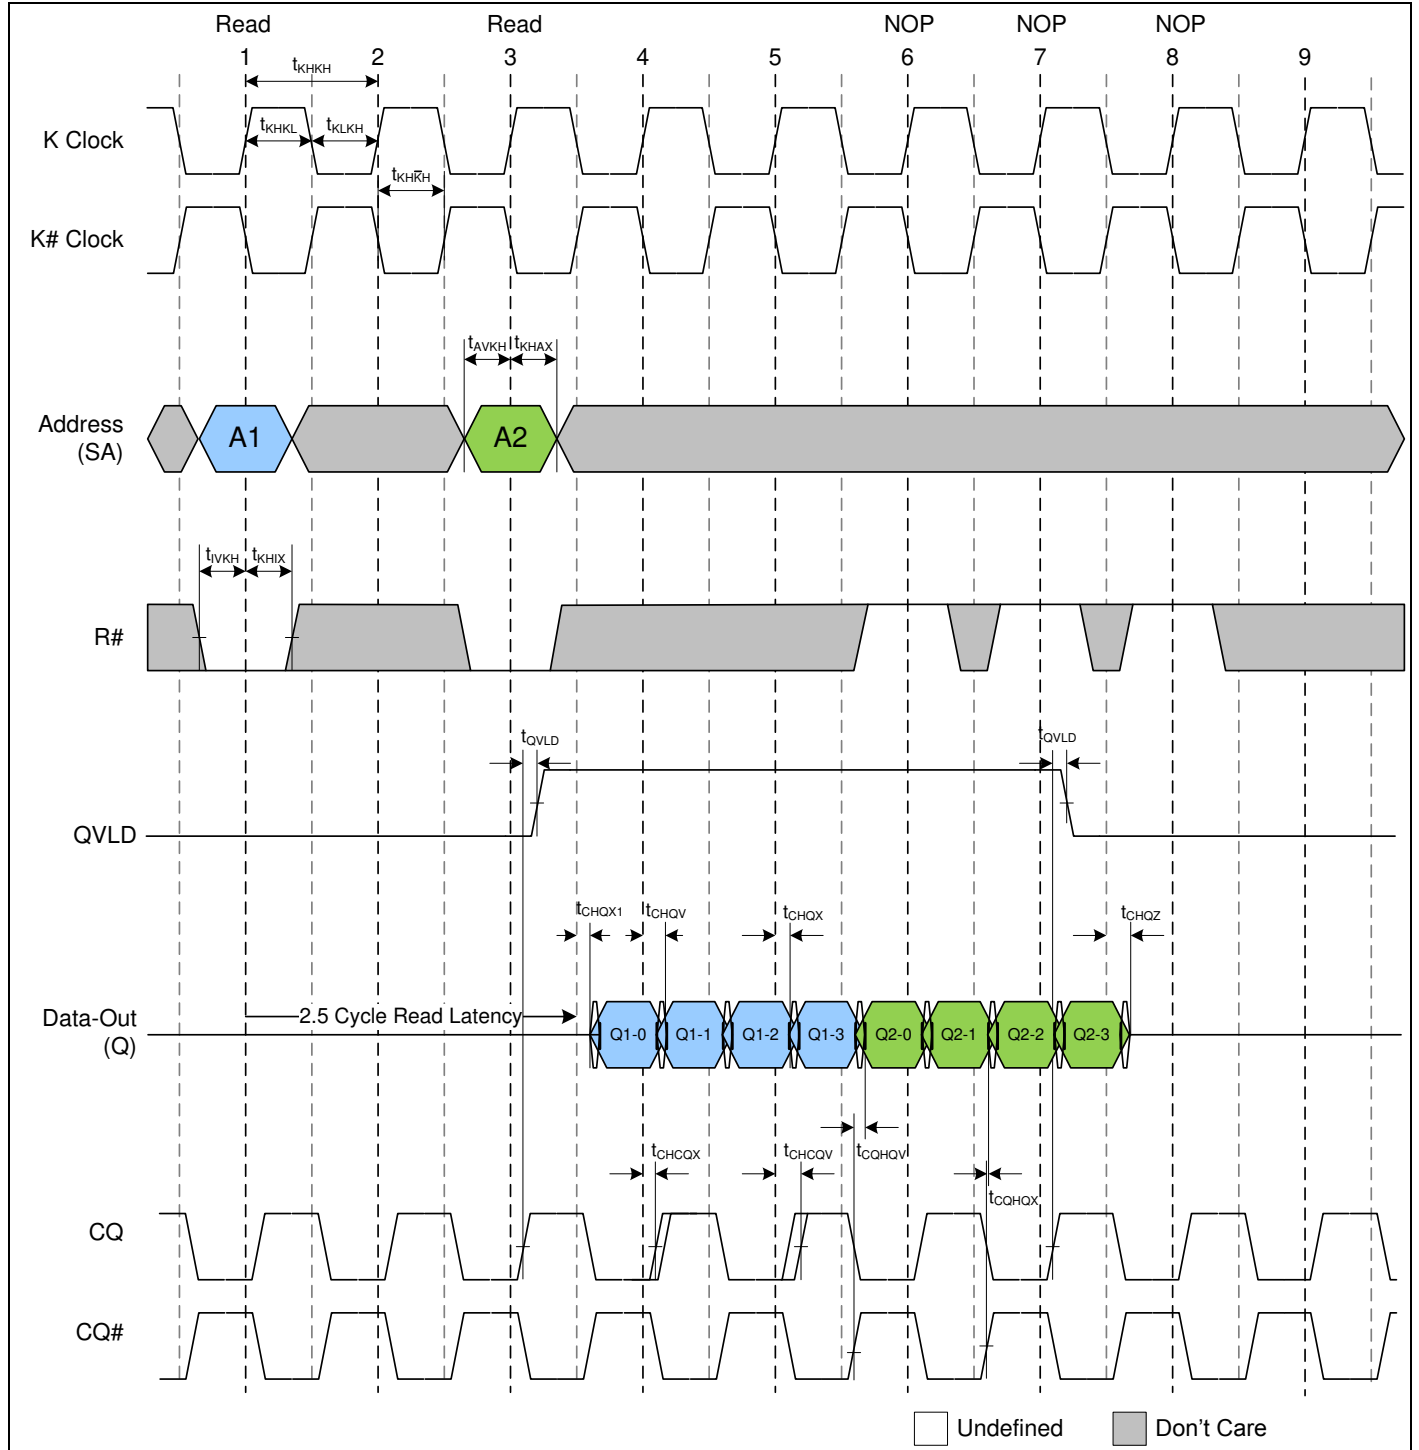 Read Read NOP NOP NOP
1 2 3 4 5 6 7 8 9
tKHKH
K Clock
tKHKL tKLKH
tKHK̅H
K# Clock
tAVKH tKHAX
Address
(SA)
A1 A2
tIVKH tKHIX
R#
tQVLD tQVLD
QVLD
tCHQX1 tCHQV tCHQX tCHQZ
Data-Out
(Q)
2.5 Cycle Read Latency
Q1-0 Q1-1 Q1-2 Q1-3 Q2-0 Q2-1 Q2-2 Q2-3
tCHCQX tCHCQV tCQHQV
tCQHQX
CQ
CQ#
Undefined Don't Care